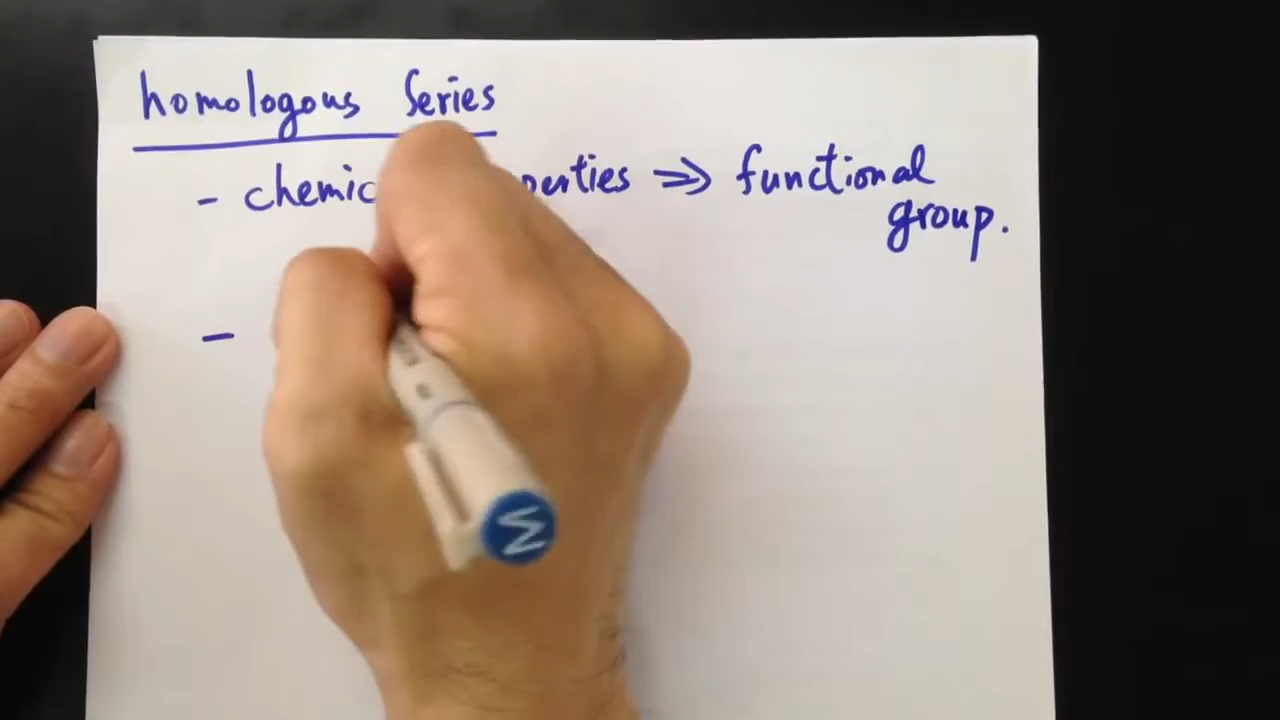 homologous Series
- chemic perties ⇒ functional
group.
-